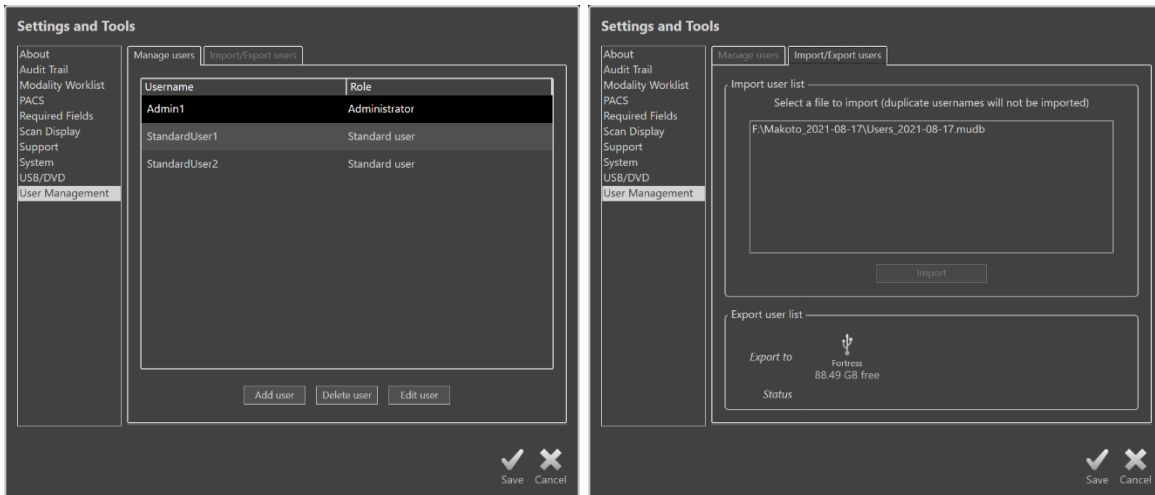 Settings and Tools
About
Audit Trail
Modality Worklist
PACS
Required Fields
Scan Display
Support
System
USB/DVD
User Management
Manage users
Import/Export users
Username Role
Admin1 Administrator
StandardUser1 Standard user
StandardUser2 Standard user
Add user
Delete user
Edit user
Save
Cancel
Settings and Tools
About
Audit Trail
Modality Worklist
PACS
Required Fields
Scan Display
Support
System
USB/DVD
User Management
Manage users
Import/Export users
Import user list
Select a file to import (duplicate usernames will not be imported)
F:\Makoto_2021-08-17\Users_2021-08-17.mudb
Import
Export user list
Export to
Fortress
88.49 GB free
Status
Save
Cancel